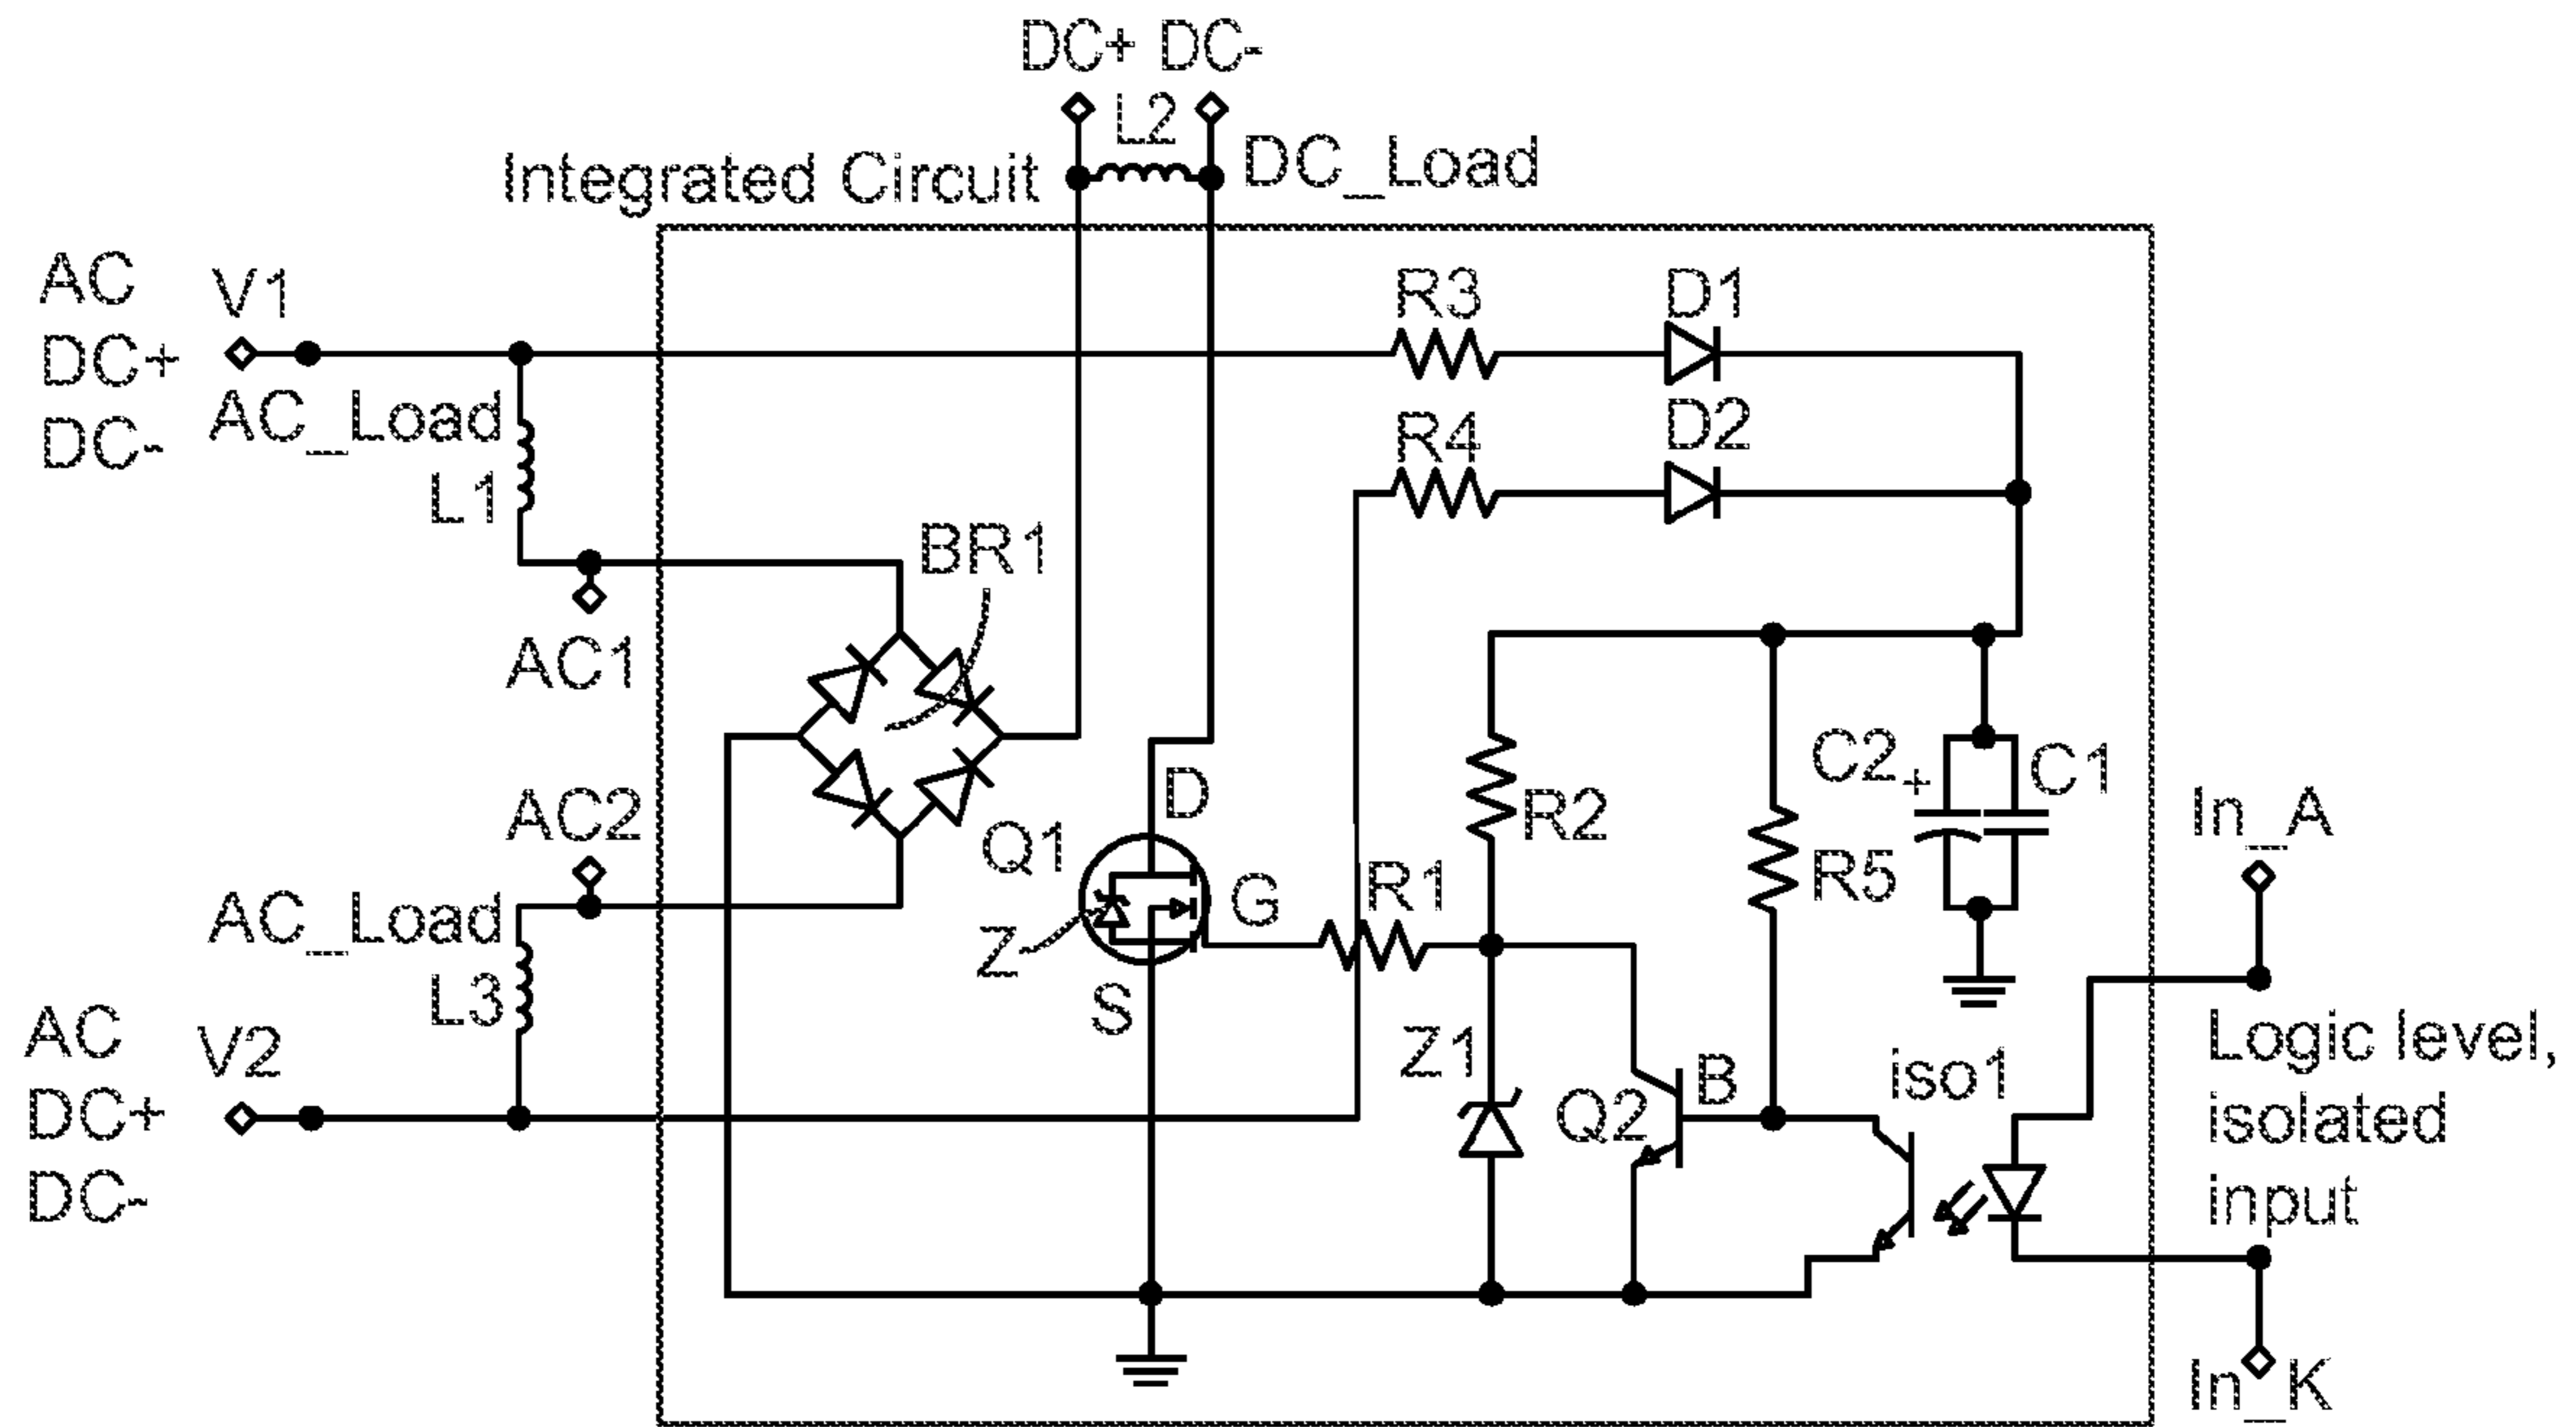 DC+ DC-
L2
DC_Load
Integrated Circuit
AC
DC+
DC-
V1
AC_Load
L1
R3
D1
R4
D2
BR1
AC1
AC2
AC_Load
L3
AC
DC+
DC-
V2
Q1
D
G
S
Z
R1
R2
R5
C2
+
C1
Z1
Q2
B
iso1
In_A
Logic level,
isolated
input
In_K